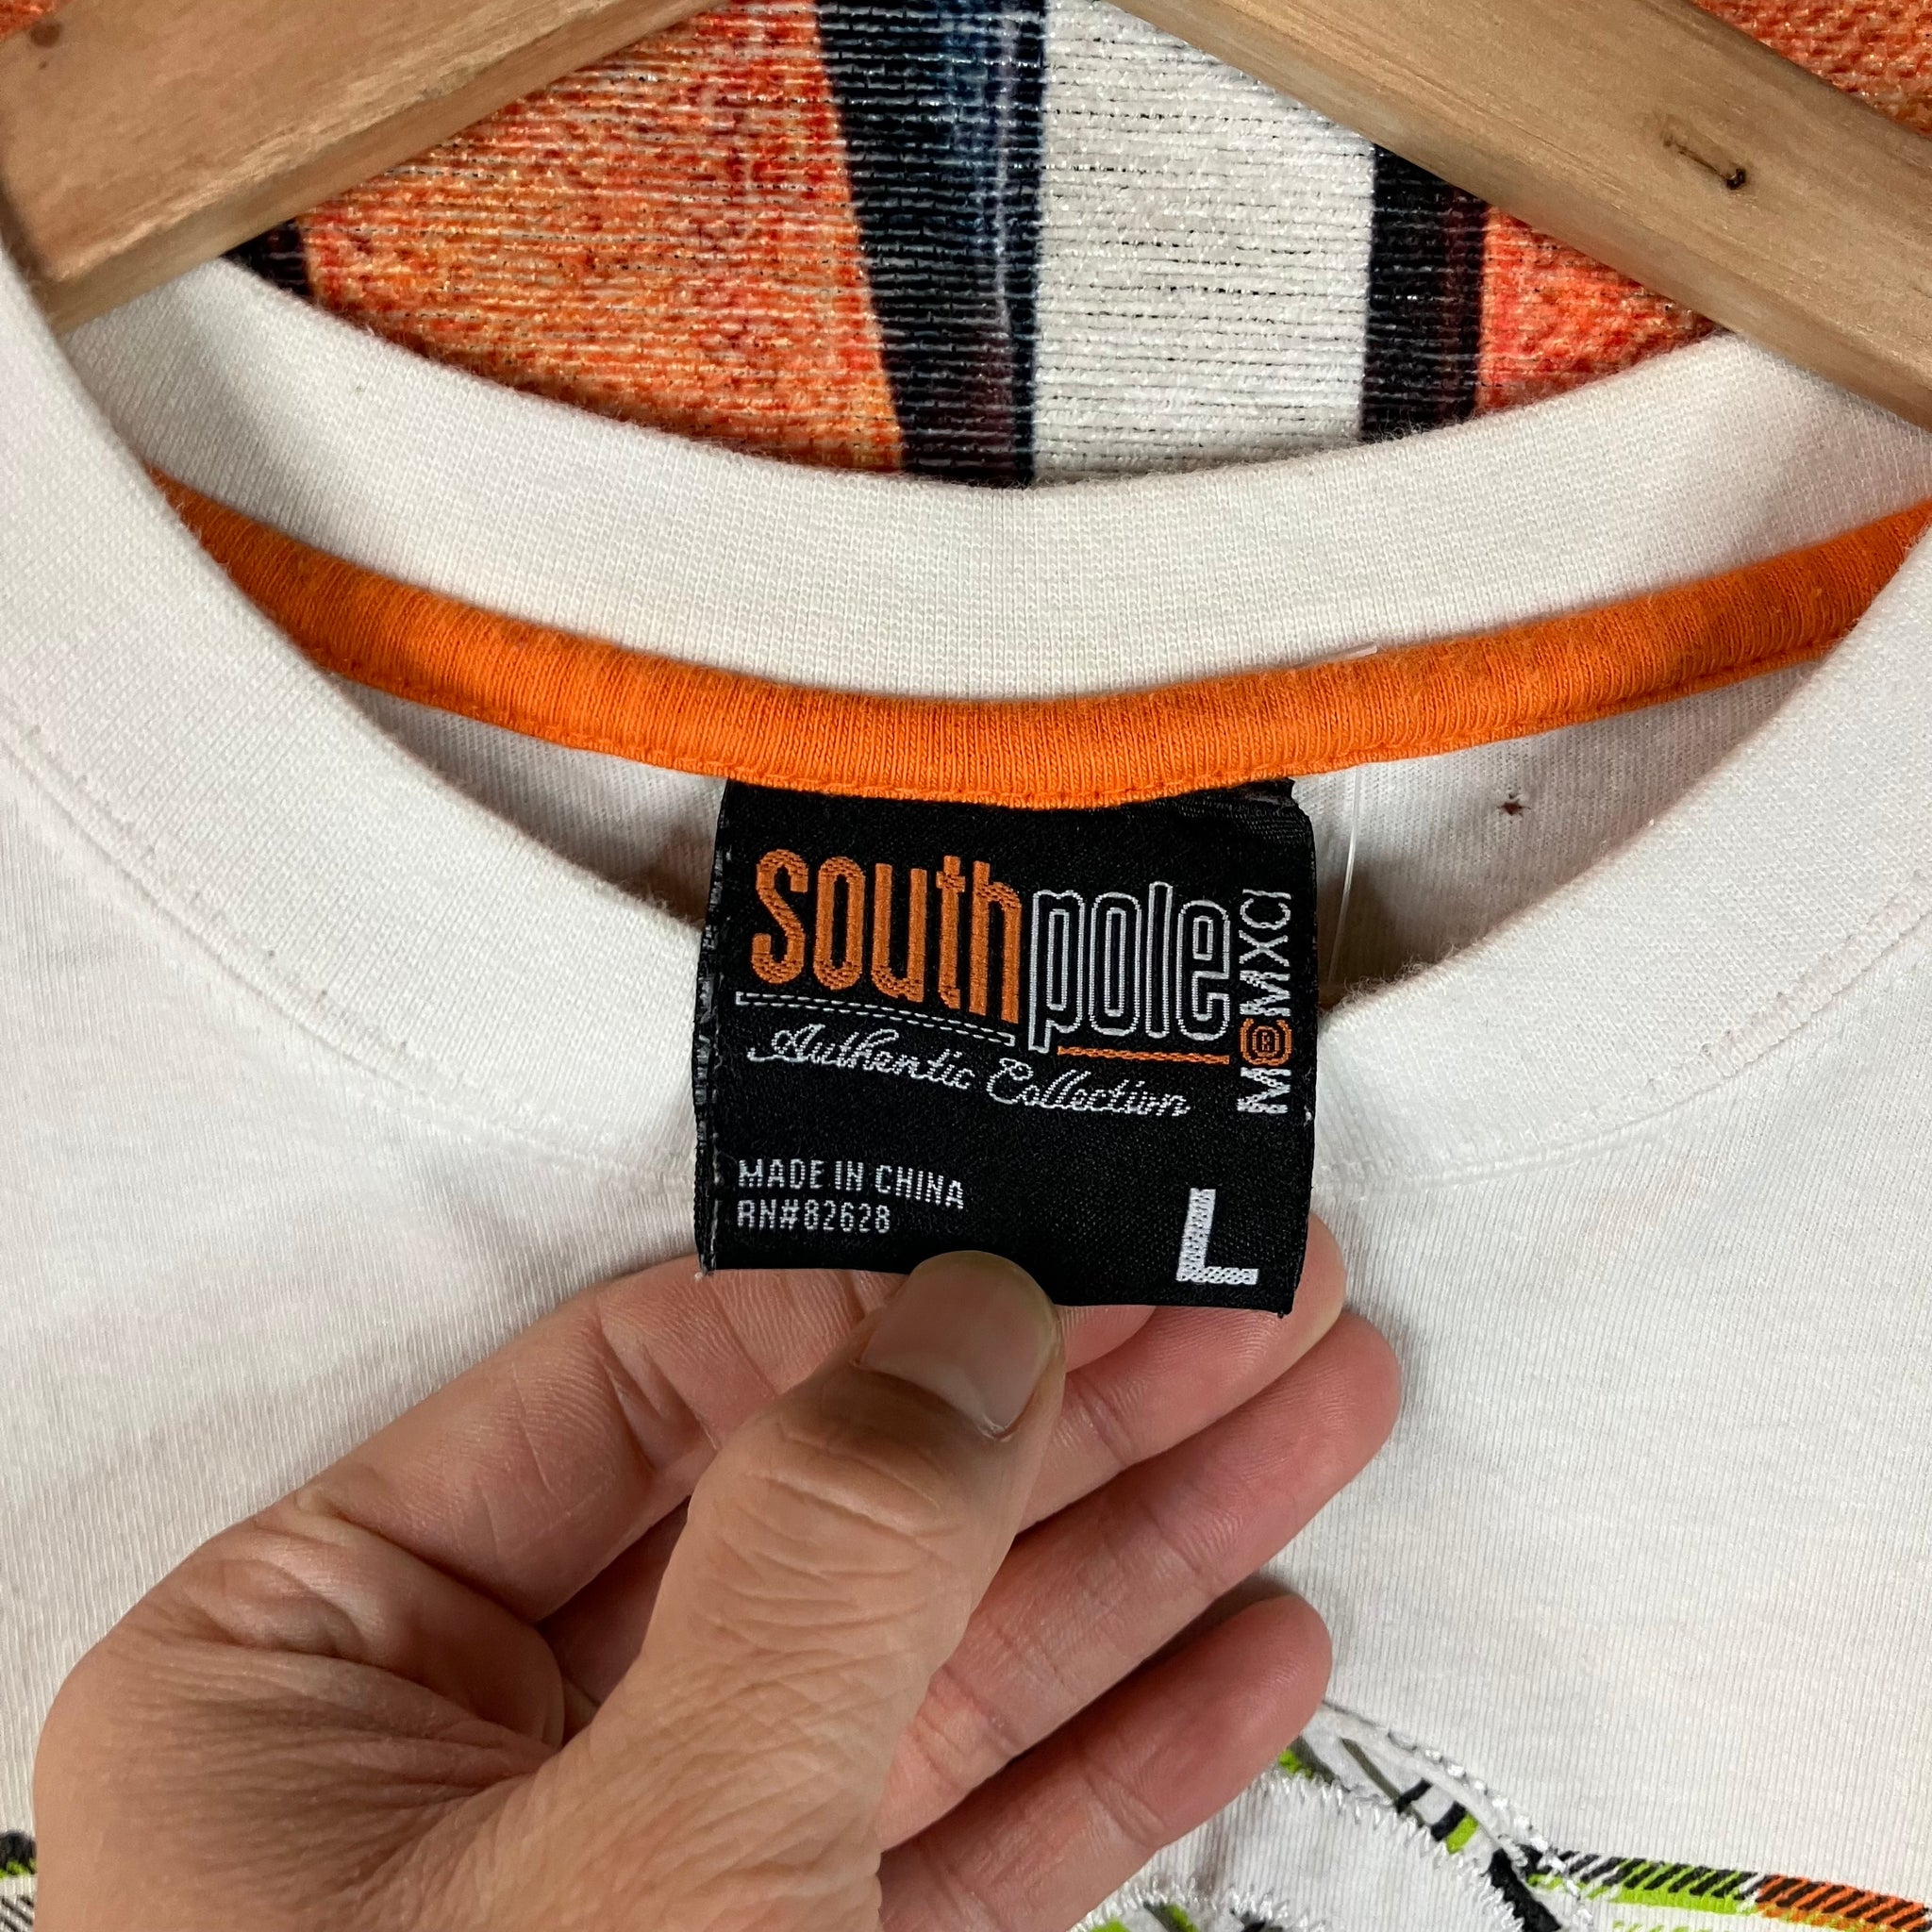 southpole
Authentic Collection
MADE IN CHINA
RN#82628
L
MCMXCI